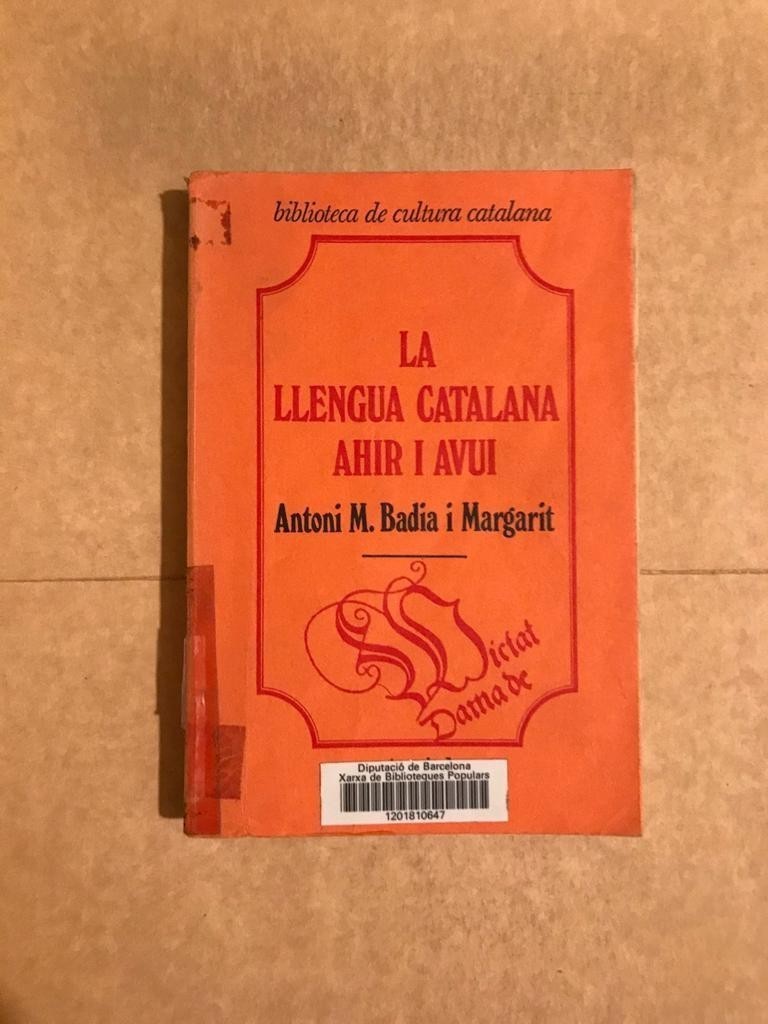 biblioteca de cultura catalana
LA
LLENGUA CATALANA
AHIR I AVUI
Antoni M. Badia i Margarit
Dictat
Dama de
Diputació de Barcelona
Xarxa de Biblioteques Populars
1201810647